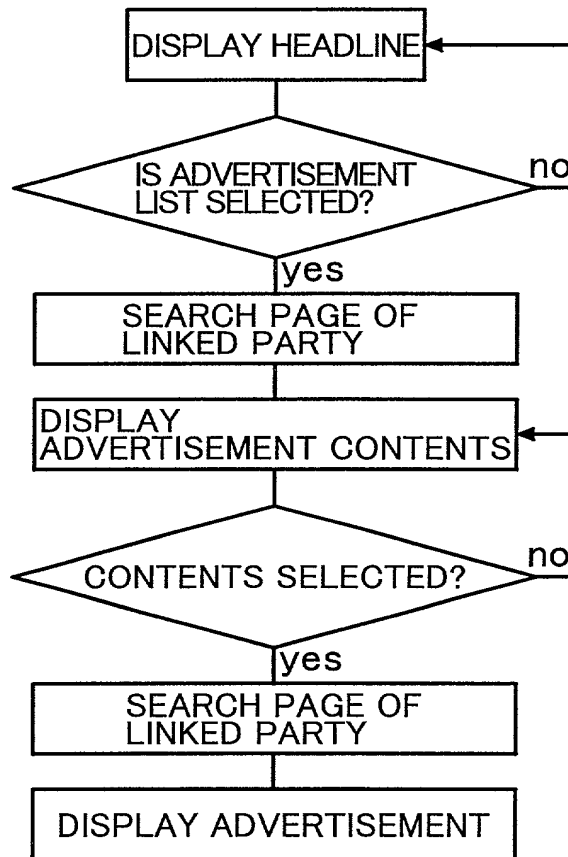 DISPLAY HEADLINE
IS ADVERTISEMENT
LIST SELECTED?
no
yes
SEARCH PAGE OF
LINKED PARTY
DISPLAY
ADVERTISEMENT CONTENTS
CONTENTS SELECTED?
no
yes
SEARCH PAGE OF
LINKED PARTY
DISPLAY ADVERTISEMENT